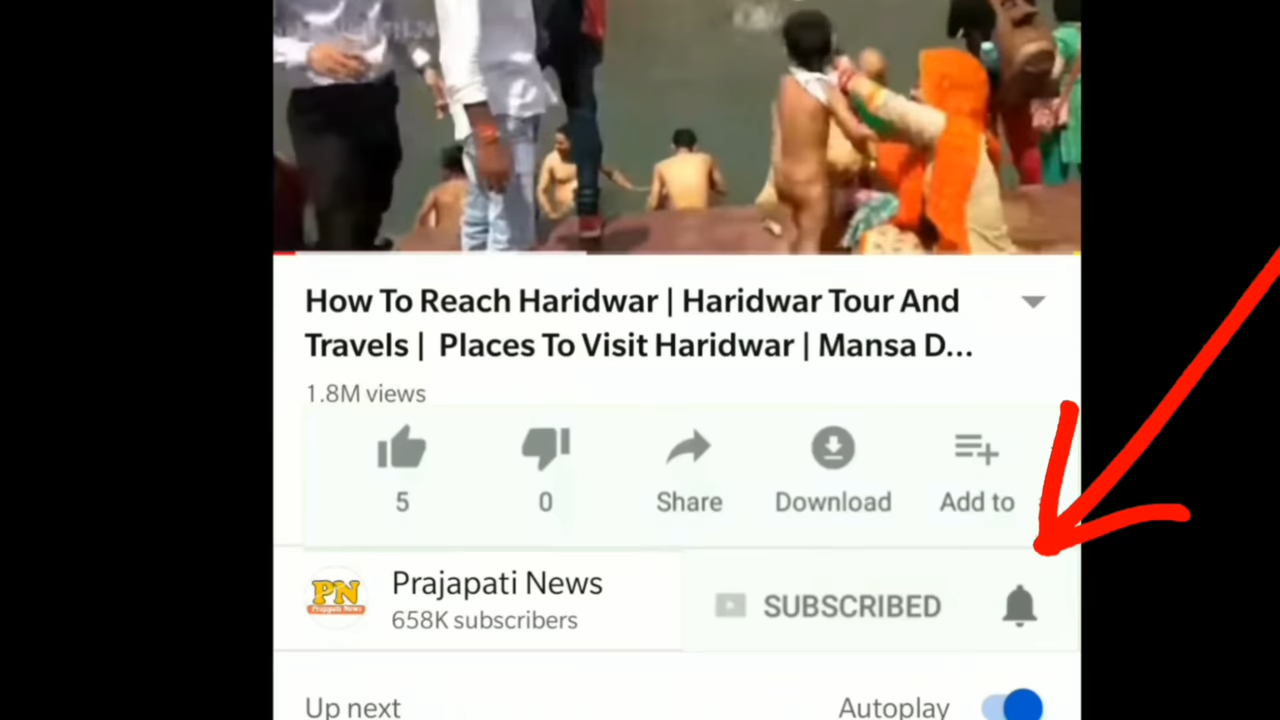 How To Reach Haridwar | Haridwar Tour And
Travels | Places To Visit Haridwar | Mansa D...
1.8M views
5
0
Share
Download
Add to
PN
Prajapati News
Prajapati News
658K subscribers
SUBSCRIBED
Up next
Autoplay